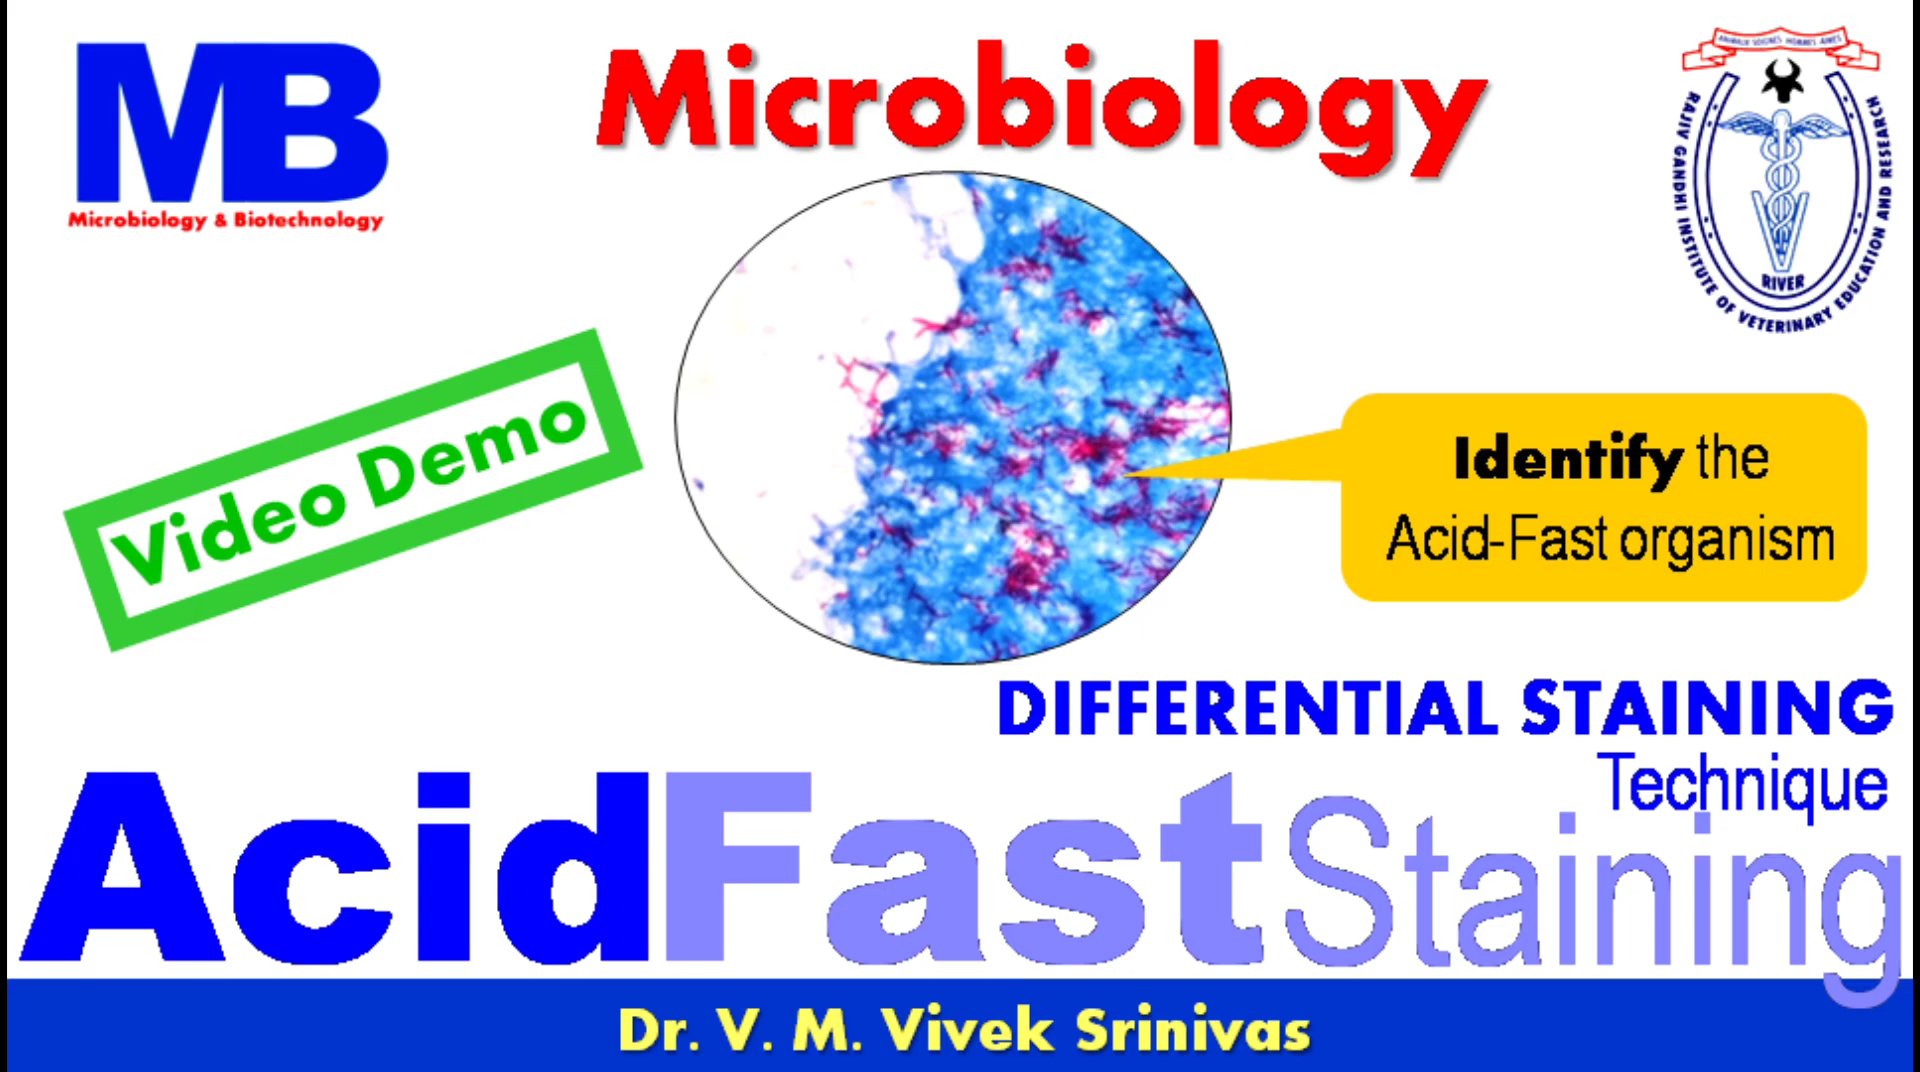 MB
Microbiology & Biotechnology
Microbiology
RAJIV GANDHI INSTITUTE OF VETERINARY EDUCATION AND RESEARCH
RIVER
Video Demo
Identify the
Acid-Fast organism
DIFFERENTIAL STAINING
Technique
AcidFastStaining
Dr. V. M. Vivek Srinivas